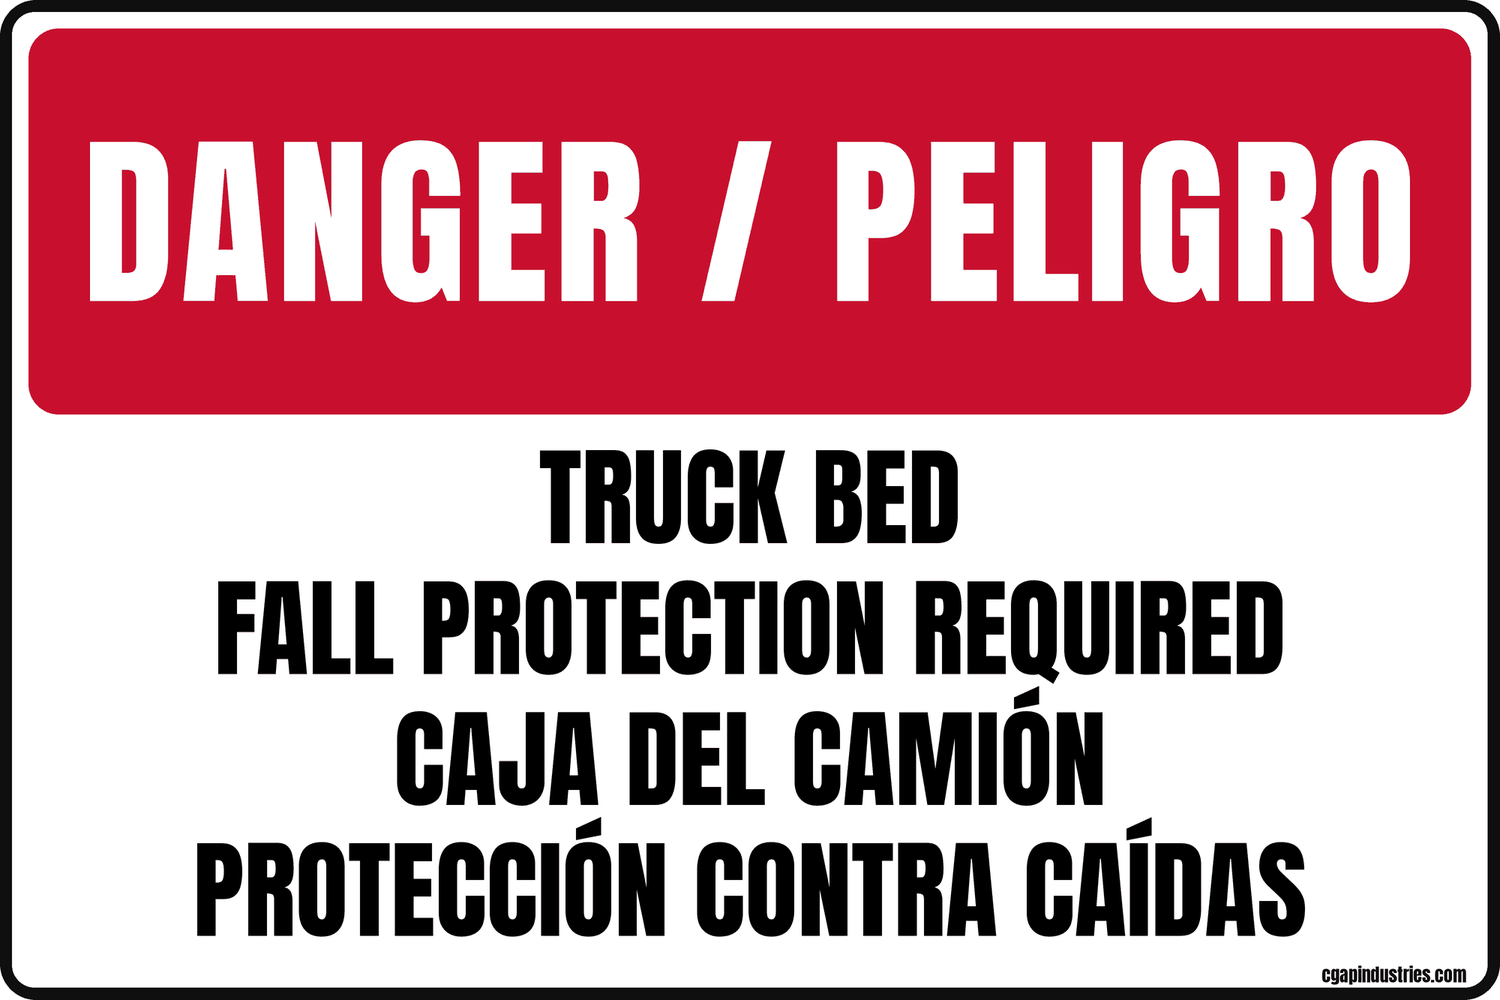 DANGER / PELIGRO
TRUCK BED
FALL PROTECTION REQUIRED
CAJA DEL CAMIÓN
PROTECCIÓN CONTRA CAÍDAS
cgapindustries.com